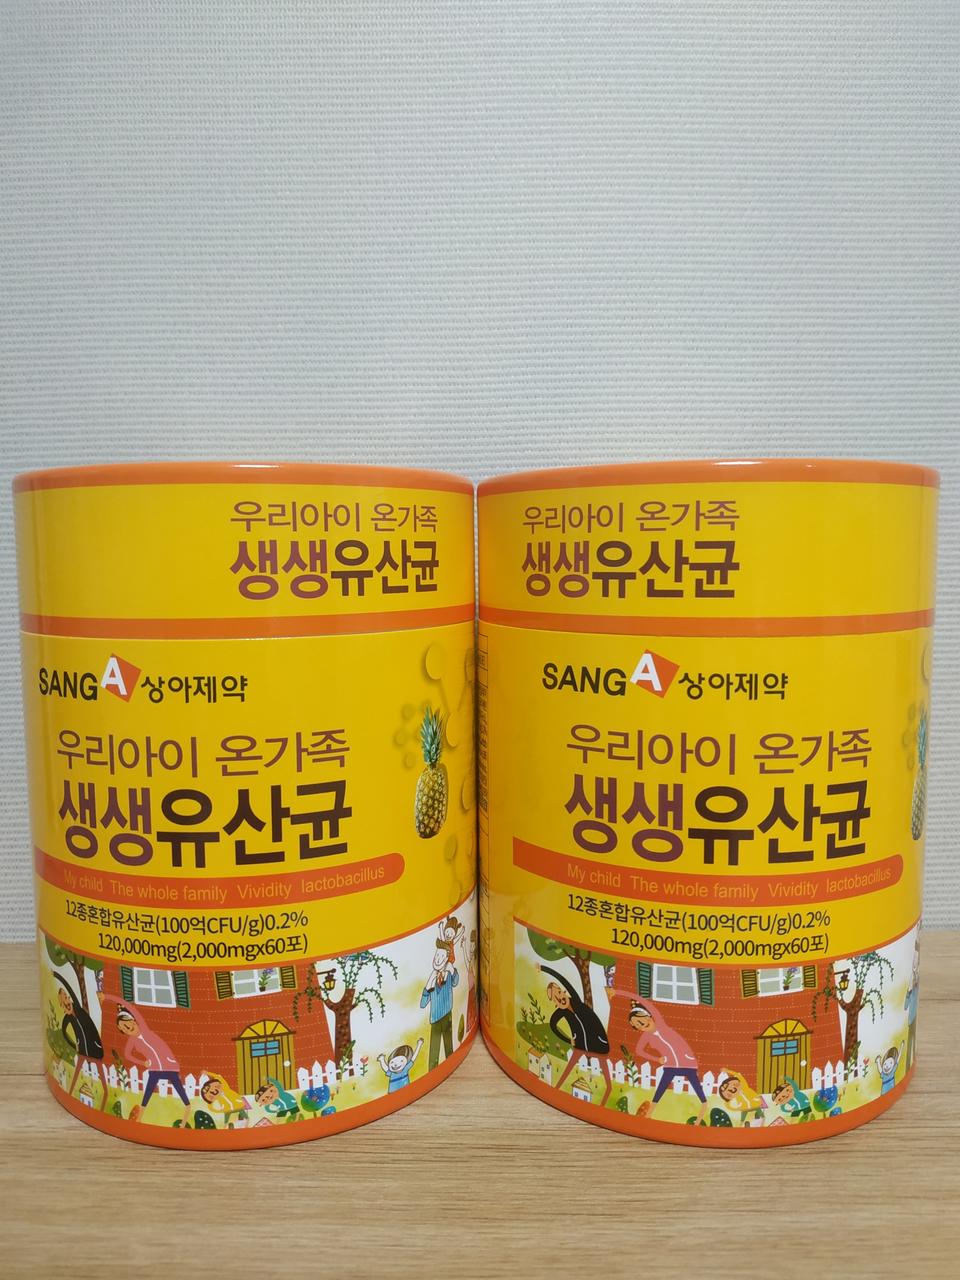 우리아이 온가족
생생유산균
SANGA 상아제약
우리아이 온가족
생생유산균
My child The whole family Vividity lactobacillus
12종혼합유산균(100억CFU/g)0.2%
120,000mg(2,000mgx60포)
우리아이 온가족
생생유산균
SANGA 상아제약
우리아이 온가족
생생유산균
My child The whole family Vividity lactobacillus
12종혼합유산균(100억CFU/g)0.2%
120,000mg(2,000mgx60포)